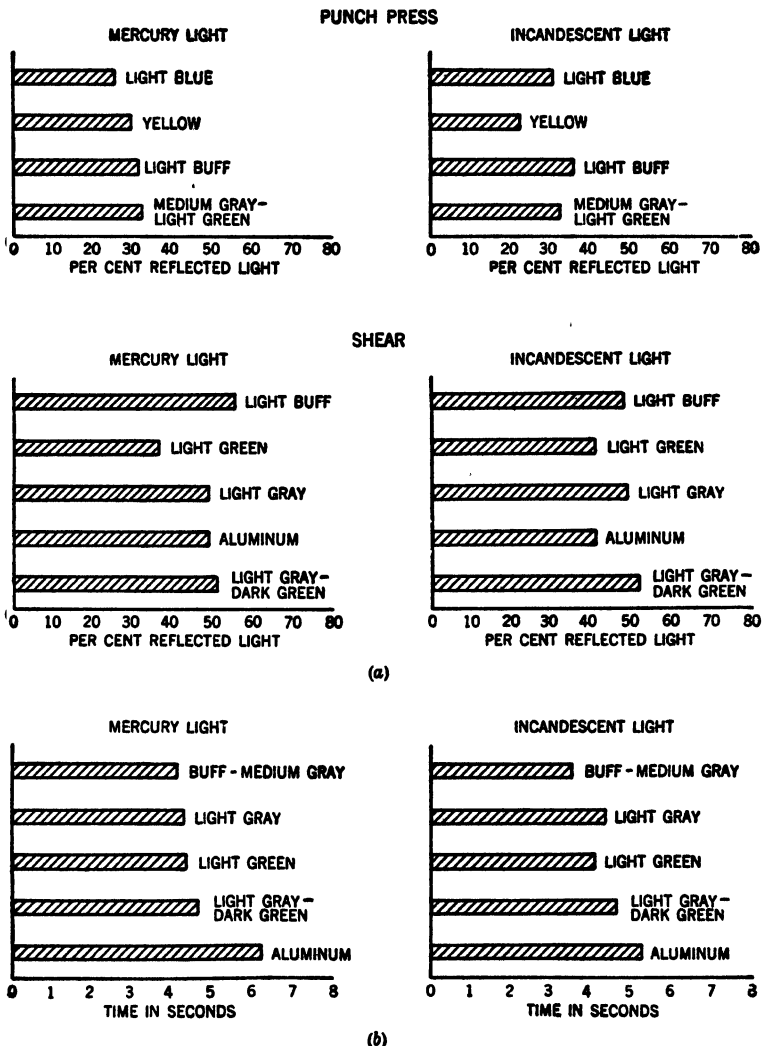 PUNCH PRESS
MERCURY LIGHT
LIGHT BLUE
YELLOW
LIGHT BUFF
MEDIUM GRAY-
LIGHT GREEN
0 10 20 30 40 50 60 70 80
PER CENT REFLECTED LIGHT
INCANDESCENT LIGHT
LIGHT BLUE
YELLOW
LIGHT BUFF
MEDIUM GRAY-
LIGHT GREEN
0 10 20 30 40 50 60 70 80
PER CENT REFLECTED LIGHT
SHEAR
MERCURY LIGHT
LIGHT BUFF
LIGHT GREEN
LIGHT GRAY
ALUMINUM
LIGHT GRAY-
DARK GREEN
0 10 20 30 40 50 60 70 80
PER CENT REFLECTED LIGHT
INCANDESCENT LIGHT
LIGHT BUFF
LIGHT GREEN
LIGHT GRAY
ALUMINUM
LIGHT GRAY-
DARK GREEN
0 10 20 30 40 50 60 70 80
PER CENT REFLECTED LIGHT
(a)
MERCURY LIGHT
BUFF-MEDIUM GRAY
LIGHT GRAY
LIGHT GREEN
LIGHT GRAY-
DARK GREEN
ALUMINUM
0 1 2 3 4 5 6 7 8
TIME IN SECONDS
INCANDESCENT LIGHT
BUFF-MEDIUM GRAY
LIGHT GRAY
LIGHT GREEN
LIGHT GRAY-
DARK GREEN
ALUMINUM
0 1 2 3 4 5 6 7 8
TIME IN SECONDS
(b)